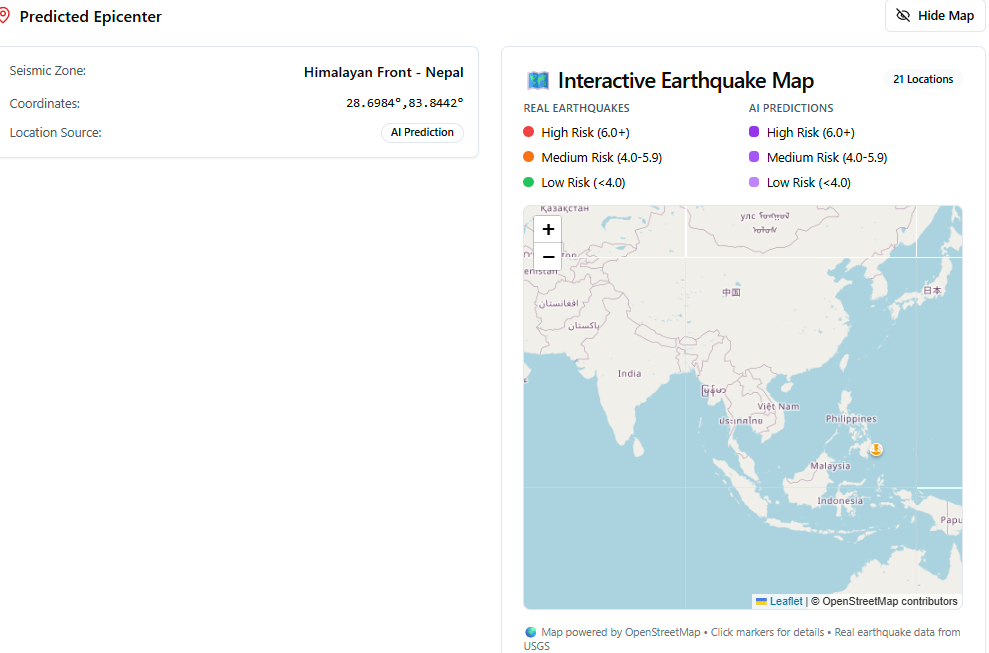 Predicted Epicenter
Hide Map
Seismic Zone:
Himalayan Front - Nepal
Coordinates:
28.6984°,83.8442°
Location Source:
AI Prediction
Interactive Earthquake Map
21 Locations
REAL EARTHQUAKES
High Risk (6.0+)
Medium Risk (4.0-5.9)
Low Risk (<4.0)
AI PREDICTIONS
High Risk (6.0+)
Medium Risk (4.0-5.9)
Low Risk (<4.0)
Қазақстан
улс
+
−
中国
日本
افغانستان
پاکستان
India
မြန်မာ
Việt Nam
ประเทศไทย
Philippines
Malaysia
Indonesia
Papu
Leaflet | © OpenStreetMap contributors
Map powered by OpenStreetMap • Click markers for details • Real earthquake data from
USGS